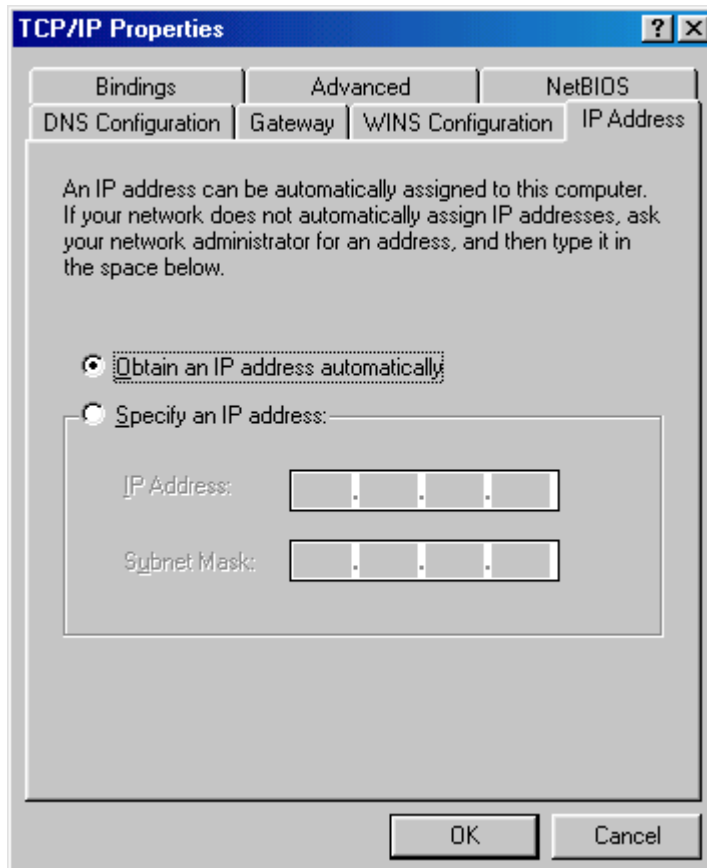 TCP/IP Properties
Bindings
Advanced
NetBIOS
DNS Configuration
Gateway
WINS Configuration
IP Address
An IP address can be automatically assigned to this computer.
If your network does not automatically assign IP addresses, ask
your network administrator for an address, and then type it in
the space below.
Obtain an IP address automatically
Specify an IP address:
IP Address:
. . .
Subnet Mask:
. . .
OK
Cancel